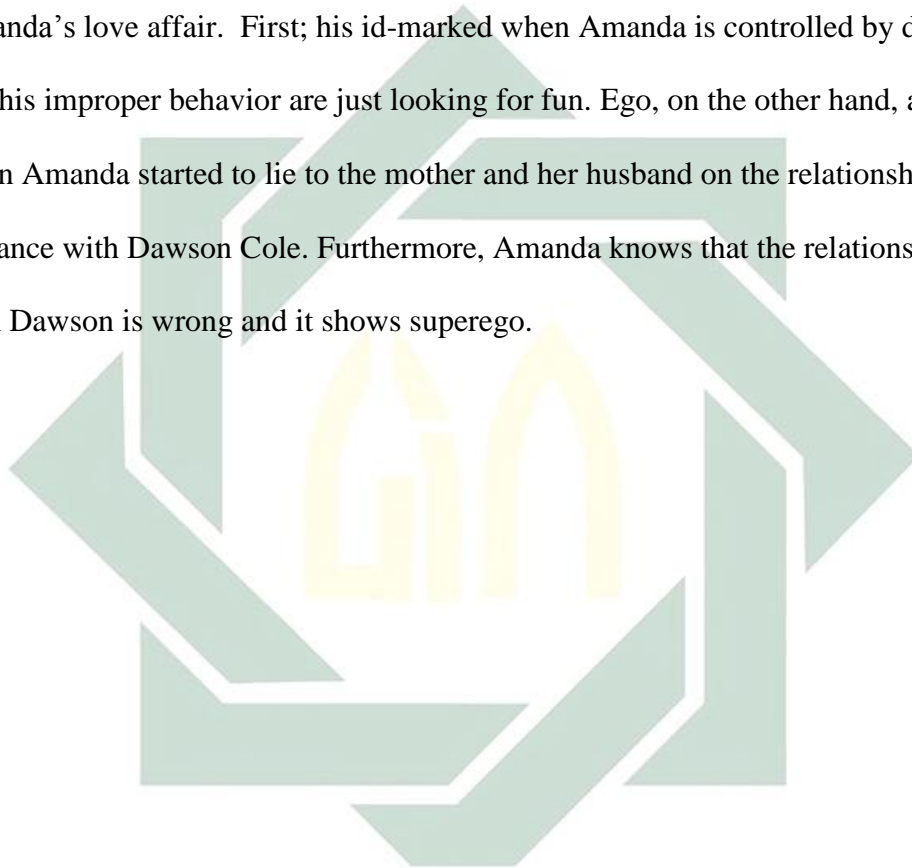 anda’s love affair. First; his id-marked when Amanda is controlled by d
his improper behavior are just looking for fun. Ego, on the other hand, a
n Amanda started to lie to the mother and her husband on the relationsh
ance with Dawson Cole. Furthermore, Amanda knows that the relations
Dawson is wrong and it shows superego.